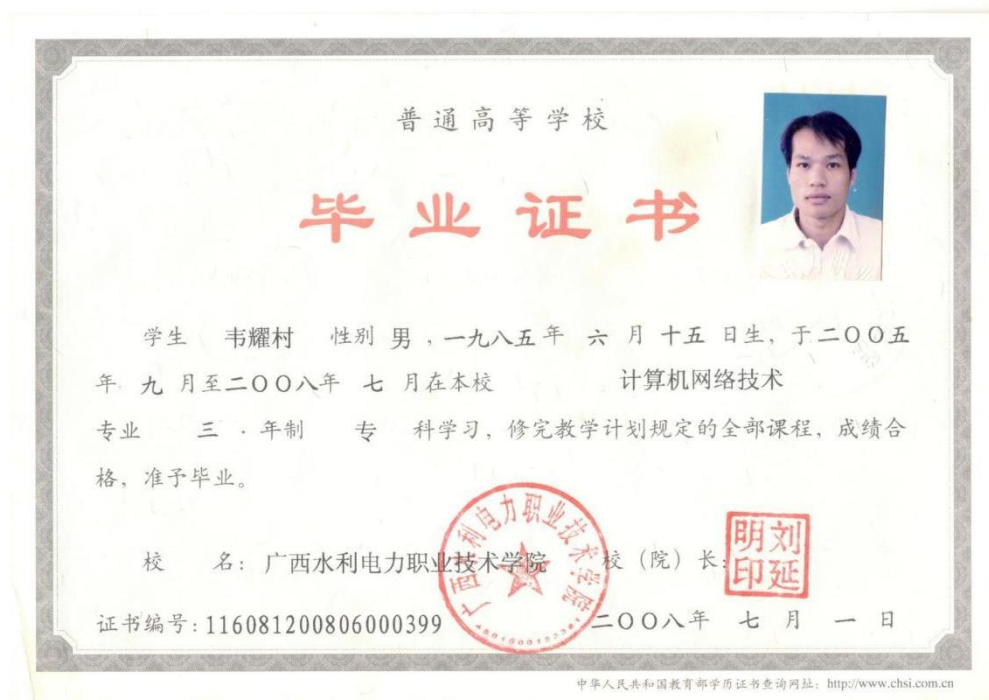 普通高等学校
毕业证书
学生 韦耀村 性别 男，一九八五年 六 月 十五 日生，于二〇〇五
年 九 月至二〇〇八年 七 月在本校 计算机网络技术
专业 三 · 年制 专 科学习，修完教学计划规定的全部课程，成绩合
格，准予毕业。
校 名：广西水利电力职业技术学院 校（院）长：
刘延明印
广西水利电力职业技术学院
证书编号：116081200806000399 二〇〇八年 七 月 一 日
中华人民共和国教育部学历证书查询网址：http://www.chsi.com.cn